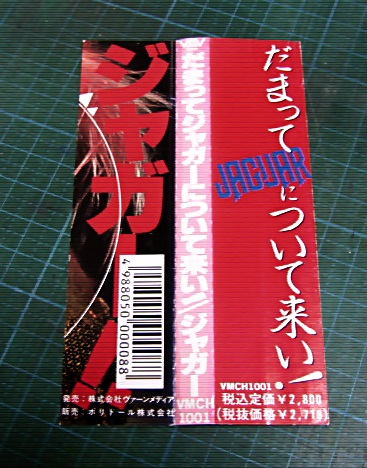 だまって
JAGUAR
について来い!
VMCH1001 ●
税込定価¥2,800
(税抜価格¥2,718)
だまってジャガーについて来い!/ジャガー
VMCH
1001
ジャガー!
4988050000088
発売:株式会社ヴァーンメディア
販売:ポリドール株式会社